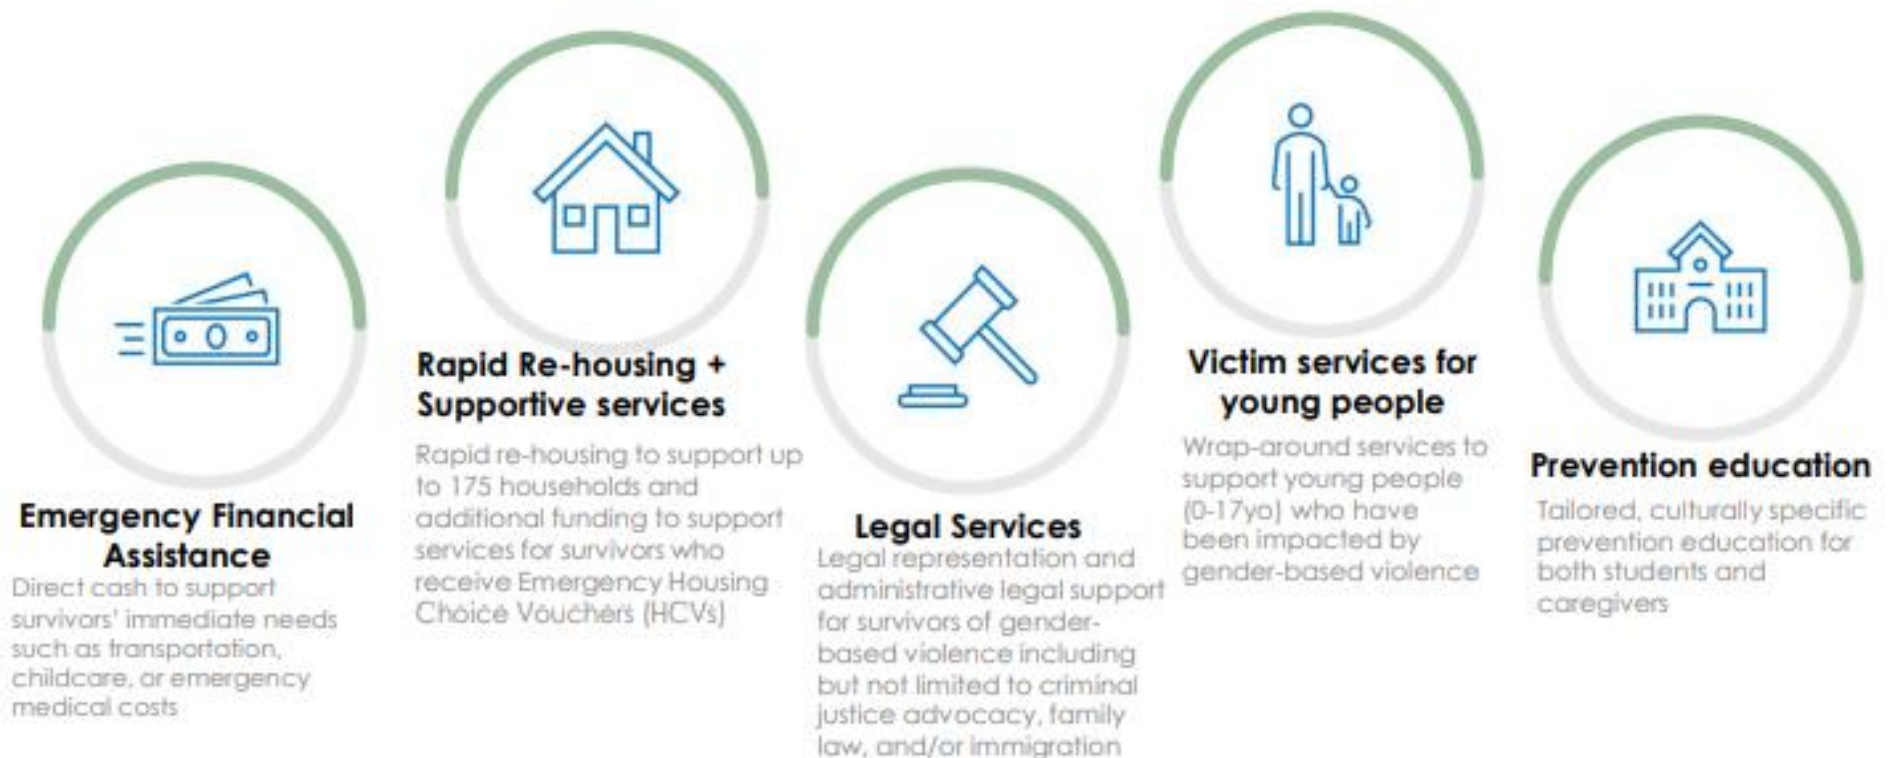 Emergency Financial
Assistance
Direct cash to support
survivors' immediate needs
such as transportation,
childcare, or emergency
medical costs
Rapid Re-housing +
Supportive services
Rapid re-housing to support up
to 175 households and
additional funding to support
services for survivors who
receive Emergency Housing
Choice Vouchers (HCVs)
Legal Services
Legal representation and
administrative legal support
for survivors of gender-
based violence including
but not limited to criminal
justice advocacy, family
law, and/or immigration
Victim services for
young people
Wrap-around services to
support young people
(0-17yo) who have
been impacted by
gender-based violence
Prevention education
Tailored, culturally specific
prevention education for
both students and
caregivers